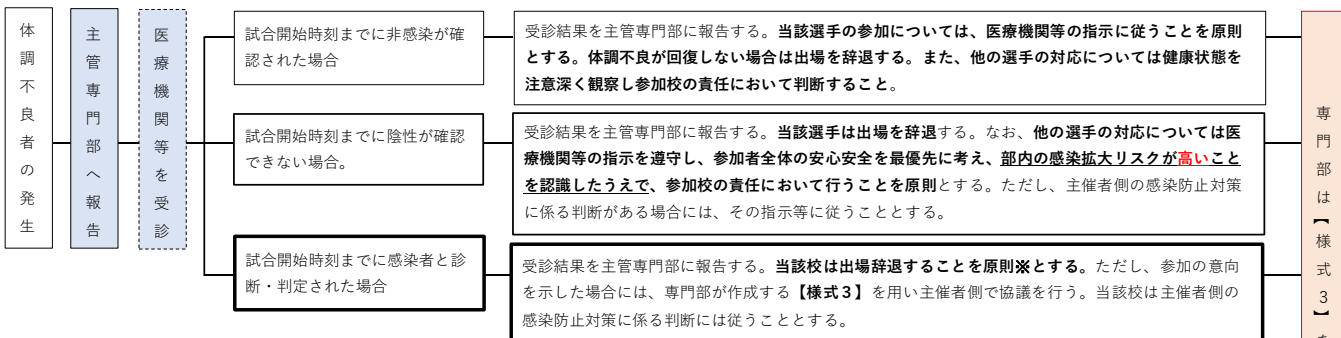 体調不良者の発生
主管専門部へ報告
医療機関等を受診
試合開始時刻までに非感染が確
認された場合
受診結果を主管専門部に報告する。当該選手の参加については、医療機関等の指示に従うことを原則
とする。体調不良が回復しない場合は出場を辞退する。また、他の選手の対応については健康状態を
注意深く観察し参加校の責任において判断すること。
試合開始時刻までに陰性が確認
できない場合。
受診結果を主管専門部に報告する。当該選手は出場を辞退する。なお、他の選手の対応については医
療機関等の指示を遵守し、参加者全体の安心安全を最優先に考え、部内の感染拡大リスクが高いこと
を認識したうえで、参加校の責任において行うことを原則とする。ただし、主催者側の感染防止対策
に係る判断がある場合には、その指示等に従うこととする。
試合開始時刻までに感染者と診
断・判定された場合
受診結果を主管専門部に報告する。当該校は出場辞退することを原則※とする。ただし、参加の意向
を示した場合には、専門部が作成する【様式３】を用い主催者側で協議を行う。当該校は主催者側の
感染防止対策に係る判断には従うこととする。
専門部は【様式３】